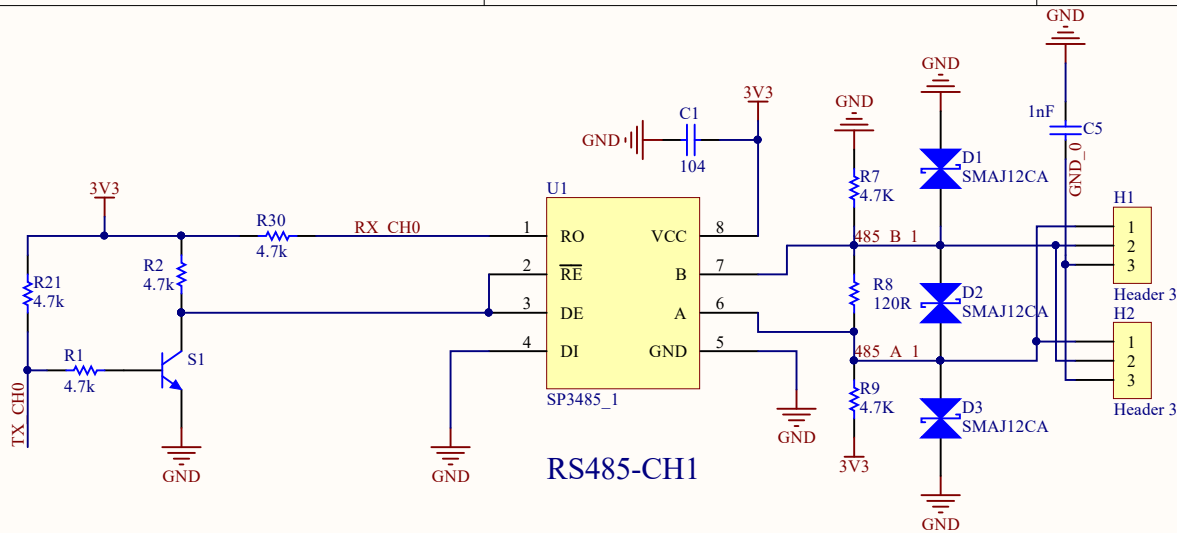 GND
GND
1nF
C5
GND_0
3V3
GND
C1
GND
104
D1
SMAJ12CA
R7
4.7K
U1
H1
3V3
R30
4.7k
RX_CH0
1
RO
VCC
8
485_B_1
1
2
3
Header 3
R2
4.7k
R21
4.7k
2
RE
B
7
R8
120R
D2
SMAJ12CA
3
DE
A
6
H2
R1
4.7k
S1
4
DI
GND
5
485_A_1
1
2
3
Header 3
TX_CH0
SP3485_1
R9
4.7K
D3
SMAJ12CA
GND
GND
GND
3V3
RS485-CH1
GND